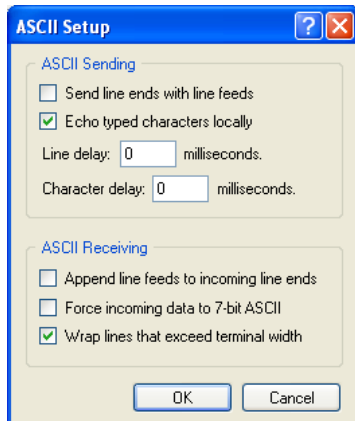 ASCII Setup
ASCII Sending
Send line ends with line feeds
Echo typed characters locally
Line delay: 0 milliseconds.
Character delay: 0 milliseconds.
ASCII Receiving
Append line feeds to incoming line ends
Force incoming data to 7-bit ASCII
Wrap lines that exceed terminal width
OK Cancel